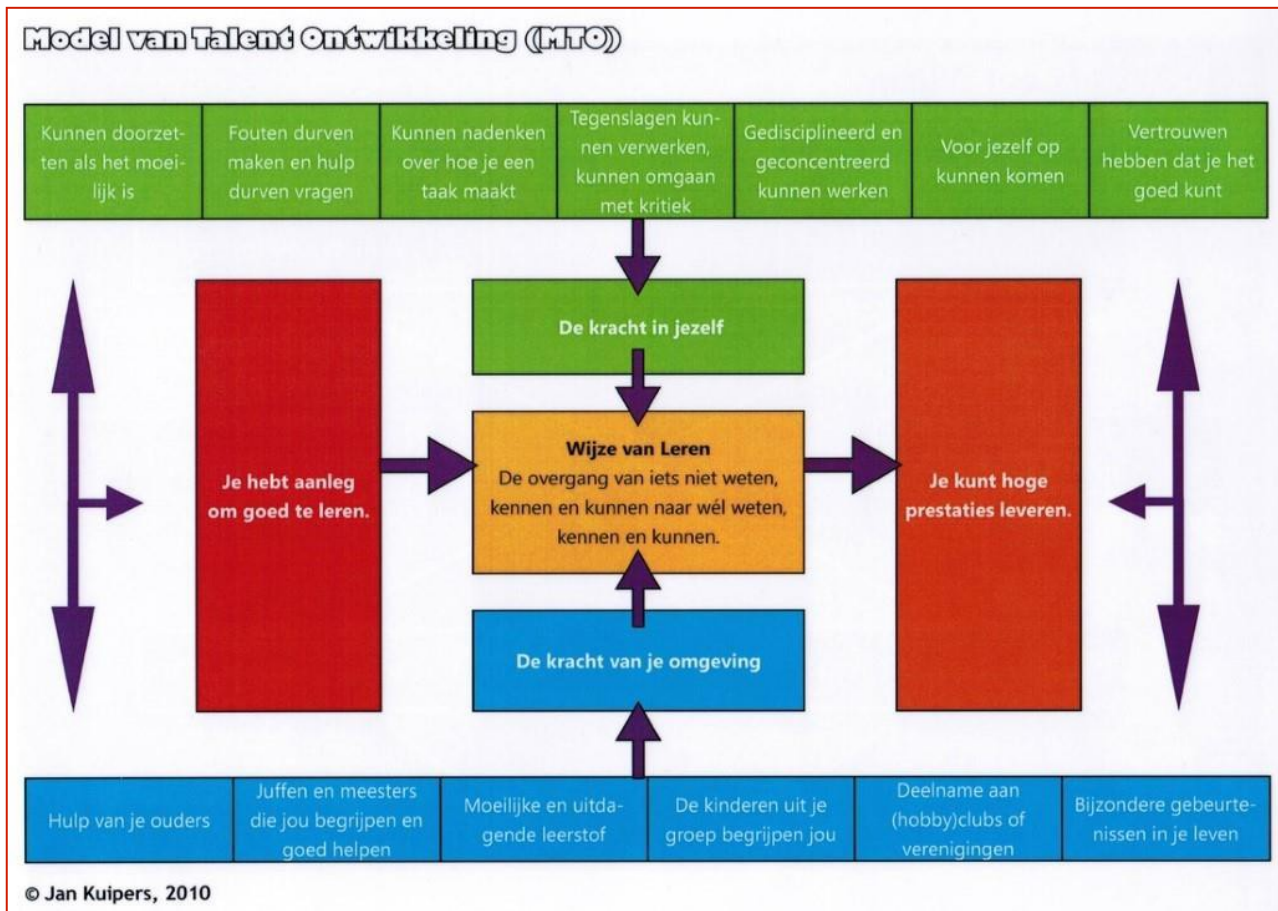 Model van Talent Ontwikkeling (MTO)
Kunnen doorzet-
ten als het moei-
lijk is
Fouten durven
maken en hulp
durven vragen
Kunnen nadenken
over hoe je een
taak maakt
Tegenslagen kun-
nen verwerken,
kunnen omgaan
met kritiek
Gedisciplineerd en
geconcentreerd
kunnen werken
Voor jezelf op
kunnen komen
Vertrouwen
hebben dat je het
goed kunt
De kracht in jezelf
Je hebt aanleg
om goed te leren.
Wijze van Leren
De overgang van iets niet weten,
kennen en kunnen naar wél weten,
kennen en kunnen.
Je kunt hoge
prestaties leveren.
De kracht van je omgeving
Hulp van je ouders
Juffen en meesters
die jou begrijpen en
goed helpen
Moeilijke en uitda-
gende leerstof
De kinderen uit je
groep begrijpen jou
Deelname aan
(hobby)clubs of
verenigingen
Bijzondere gebeurte-
nissen in je leven
© Jan Kuipers, 2010